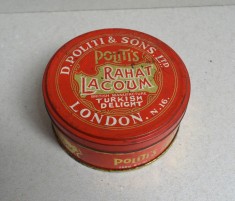 D. POLITI & SONS, LTD
POLITI'S
RAHAT
LACOUM
TURKISH
DELIGHT
LONDON. N.16.
POLITI'S